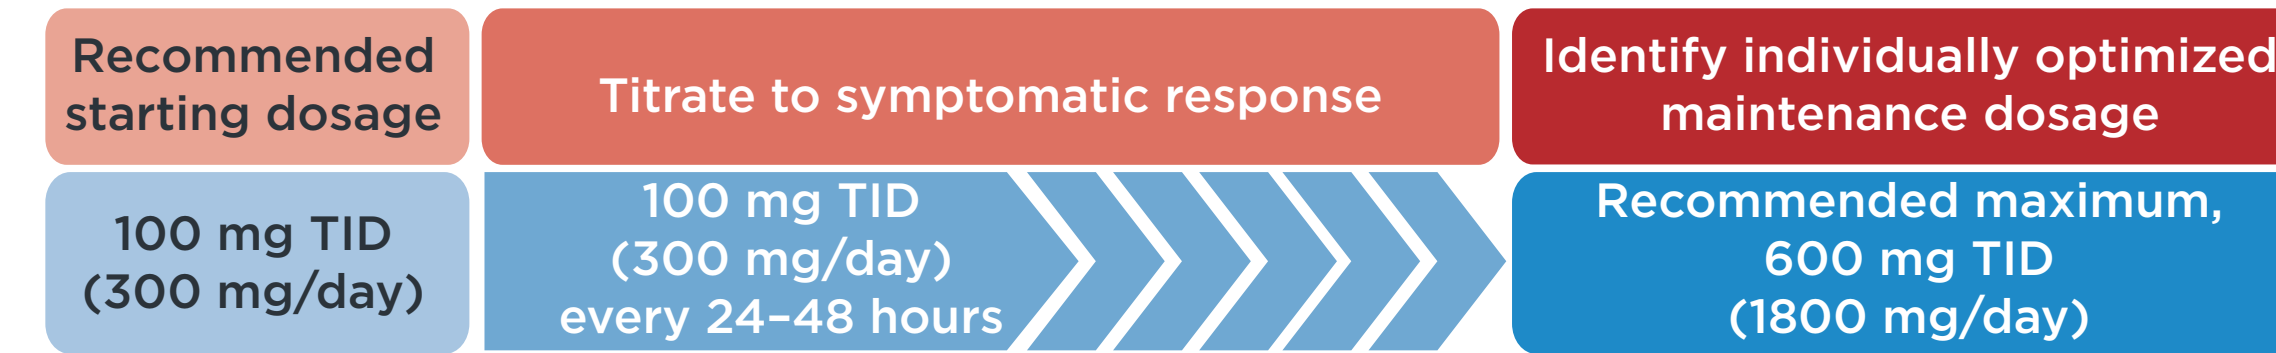 Recommended
starting dosage
Titrate to symptomatic response
Identify individually optimized
maintenance dosage
100 mg TID
(300 mg/day)
100 mg TID
(300 mg/day)
every 24–48 hours
Recommended maximum,
600 mg TID
(1800 mg/day)